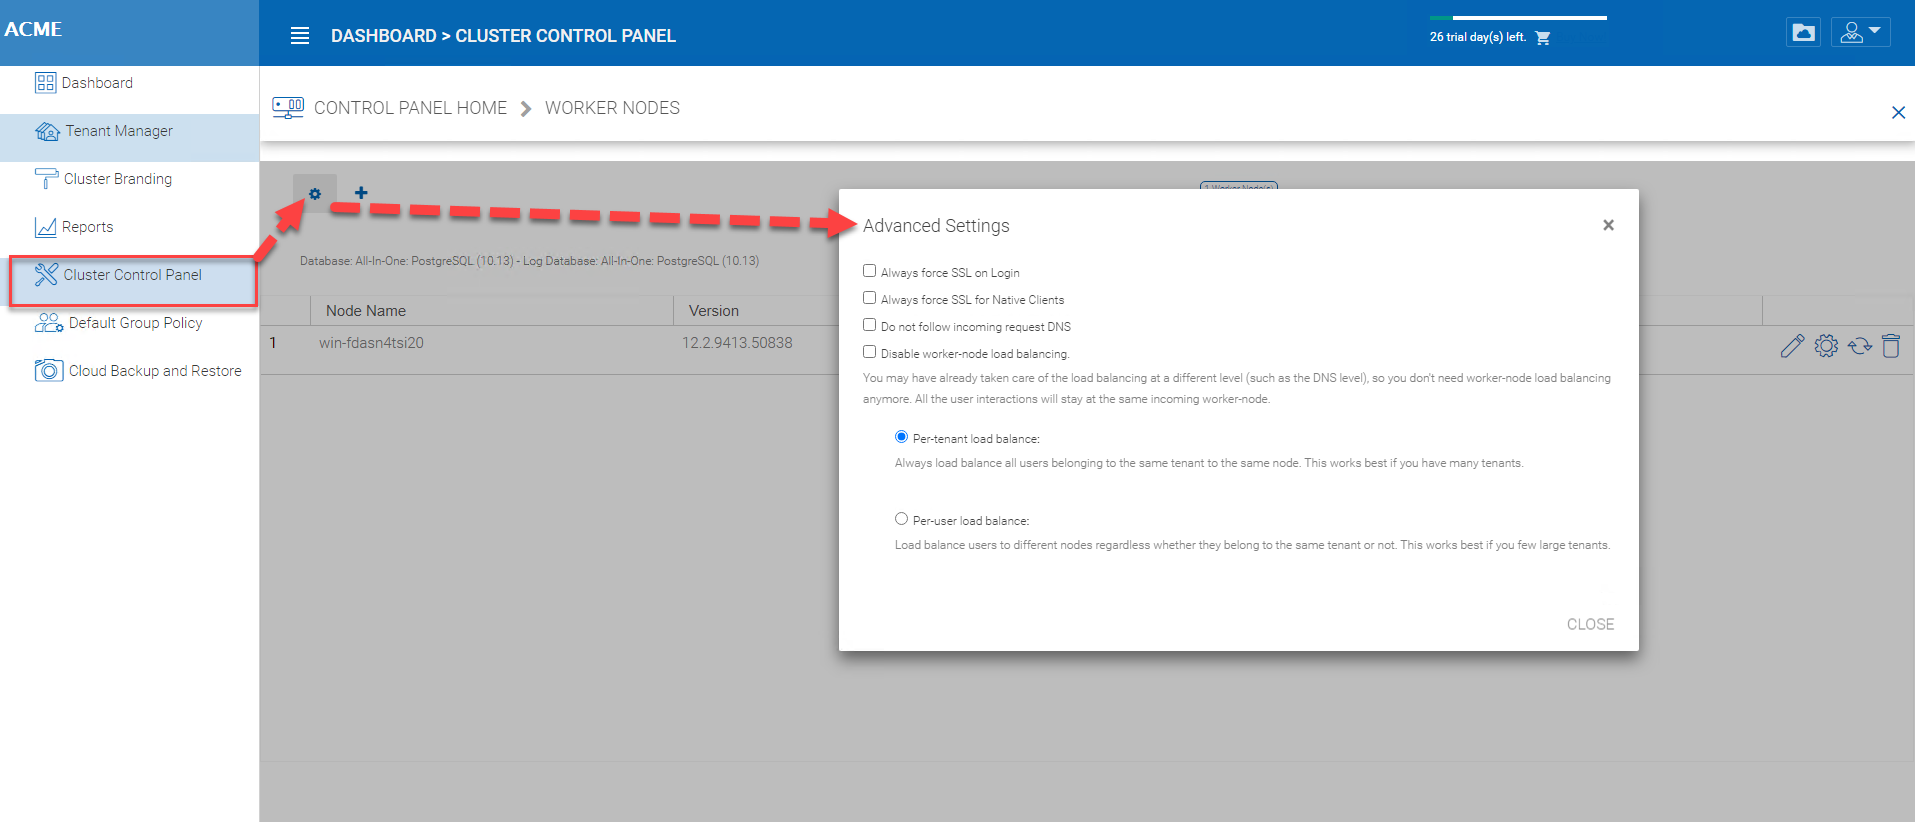 ACME
DASHBOARD > CLUSTER CONTROL PANEL
26 trial day(s) left.
Dashboard
Tenant Manager
Cluster Branding
Reports
Cluster Control Panel
Default Group Policy
Cloud Backup and Restore
CONTROL PANEL HOME
WORKER NODES
1 Worker Node(s)
Database: All-In-One: PostgreSQL (10.13) - Log Database: All-In-One: PostgreSQL (10.13)
Node Name
Version
1
win-fdasn4tsi20
12.2.9413.50838
Advanced Settings
Always force SSL on Login
Always force SSL for Native Clients
Do not follow incoming request DNS
Disable worker-node load balancing.
You may have already taken care of the load balancing at a different level (such as the DNS level), so you don't need worker-node load balancing
anymore. All the user interactions will stay at the same incoming worker-node.
Per-tenant load balance:
Always load balance all users belonging to the same tenant to the same node. This works best if you have many tenants.
Per-user load balance:
Load balance users to different nodes regardless whether they belong to the same tenant or not. This works best if you few large tenants.
CLOSE